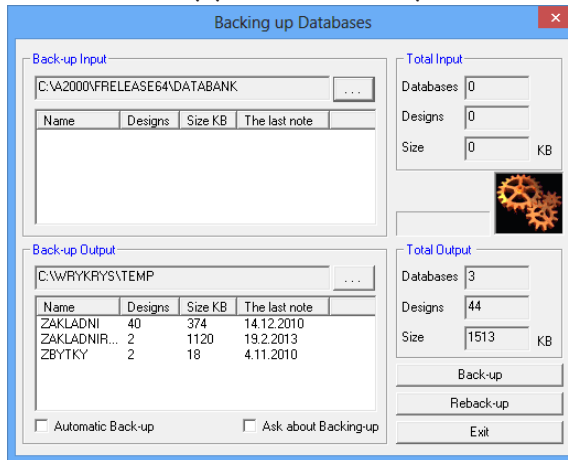 Backing up Databases
Back-up Input
C:\A2000\FRELEASE64\DATABANK
...
Name Designs Size KB The last note
Total Input
Databases 0
Designs 0
Size 0 KB
Back-up Output
C:\WRYKRYS\TEMP
...
Name Designs Size KB The last note
ZAKLADNI 40 374 14.12.2010
ZAKLADNIR... 2 1120 19.2.2013
ZBYTKY 2 18 4.11.2010
Automatic Back-up
Ask about Backing-up
Total Output
Databases 3
Designs 44
Size 1513 KB
Back-up
Reback-up
Exit